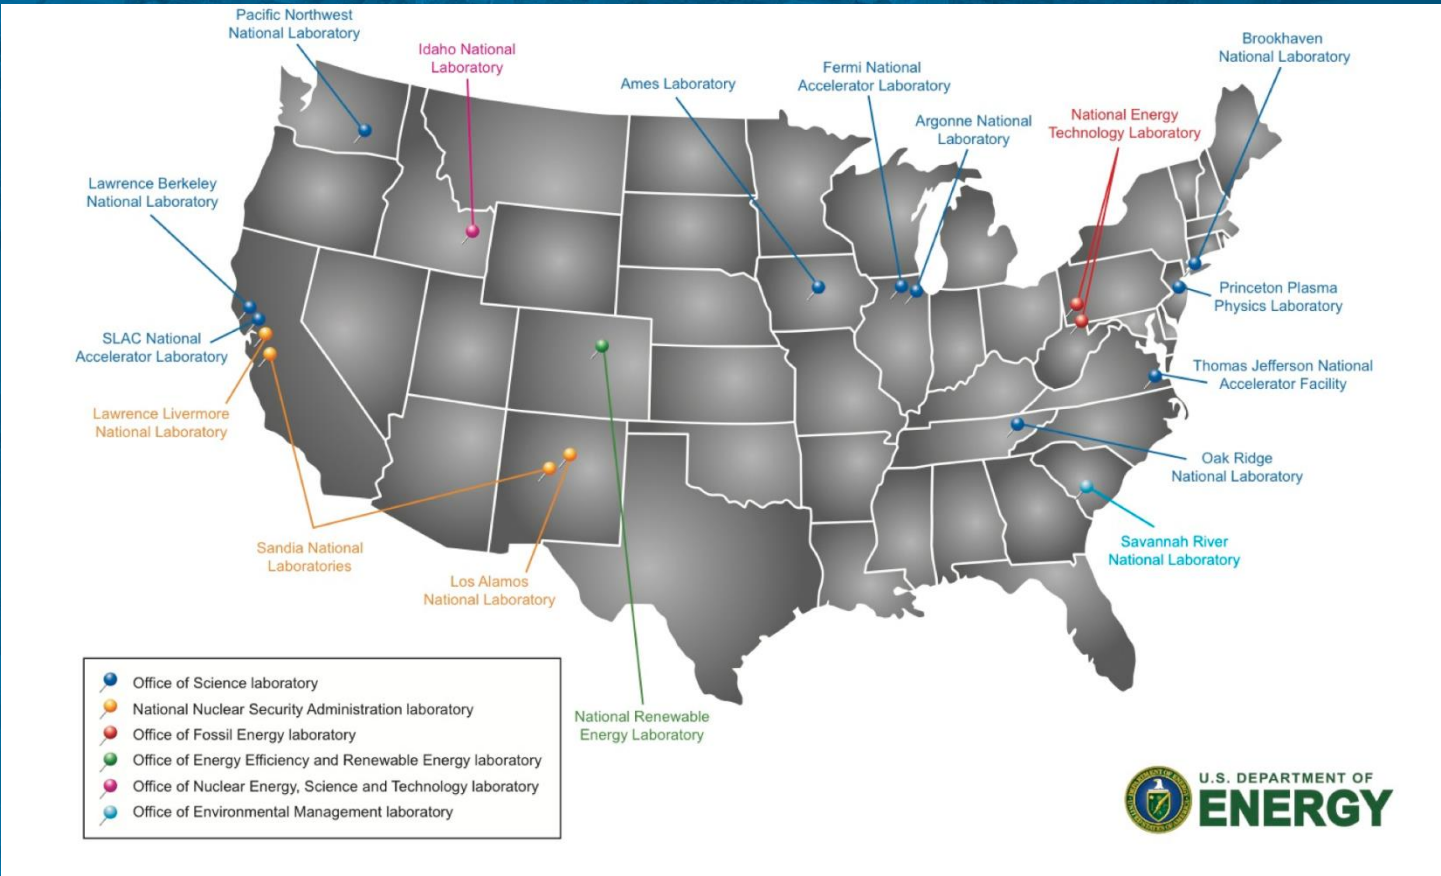 Pacific Northwest
National Laboratory
Idaho National
Laboratory
Ames Laboratory
Fermi National
Accelerator Laboratory
Argonne National
Laboratory
National Energy
Technology Laboratory
Brookhaven
National Laboratory
Lawrence Berkeley
National Laboratory
Princeton Plasma
Physics Laboratory
SLAC National
Accelerator Laboratory
Thomas Jefferson National
Accelerator Facility
Lawrence Livermore
National Laboratory
Oak Ridge
National Laboratory
Sandia National
Laboratories
Savannah River
National Laboratory
Los Alamos
National Laboratory
National Renewable
Energy Laboratory
Office of Science laboratory
National Nuclear Security Administration laboratory
Office of Fossil Energy laboratory
Office of Energy Efficiency and Renewable Energy laboratory
Office of Nuclear Energy, Science and Technology laboratory
Office of Environmental Management laboratory
U.S. DEPARTMENT OF
ENERGY